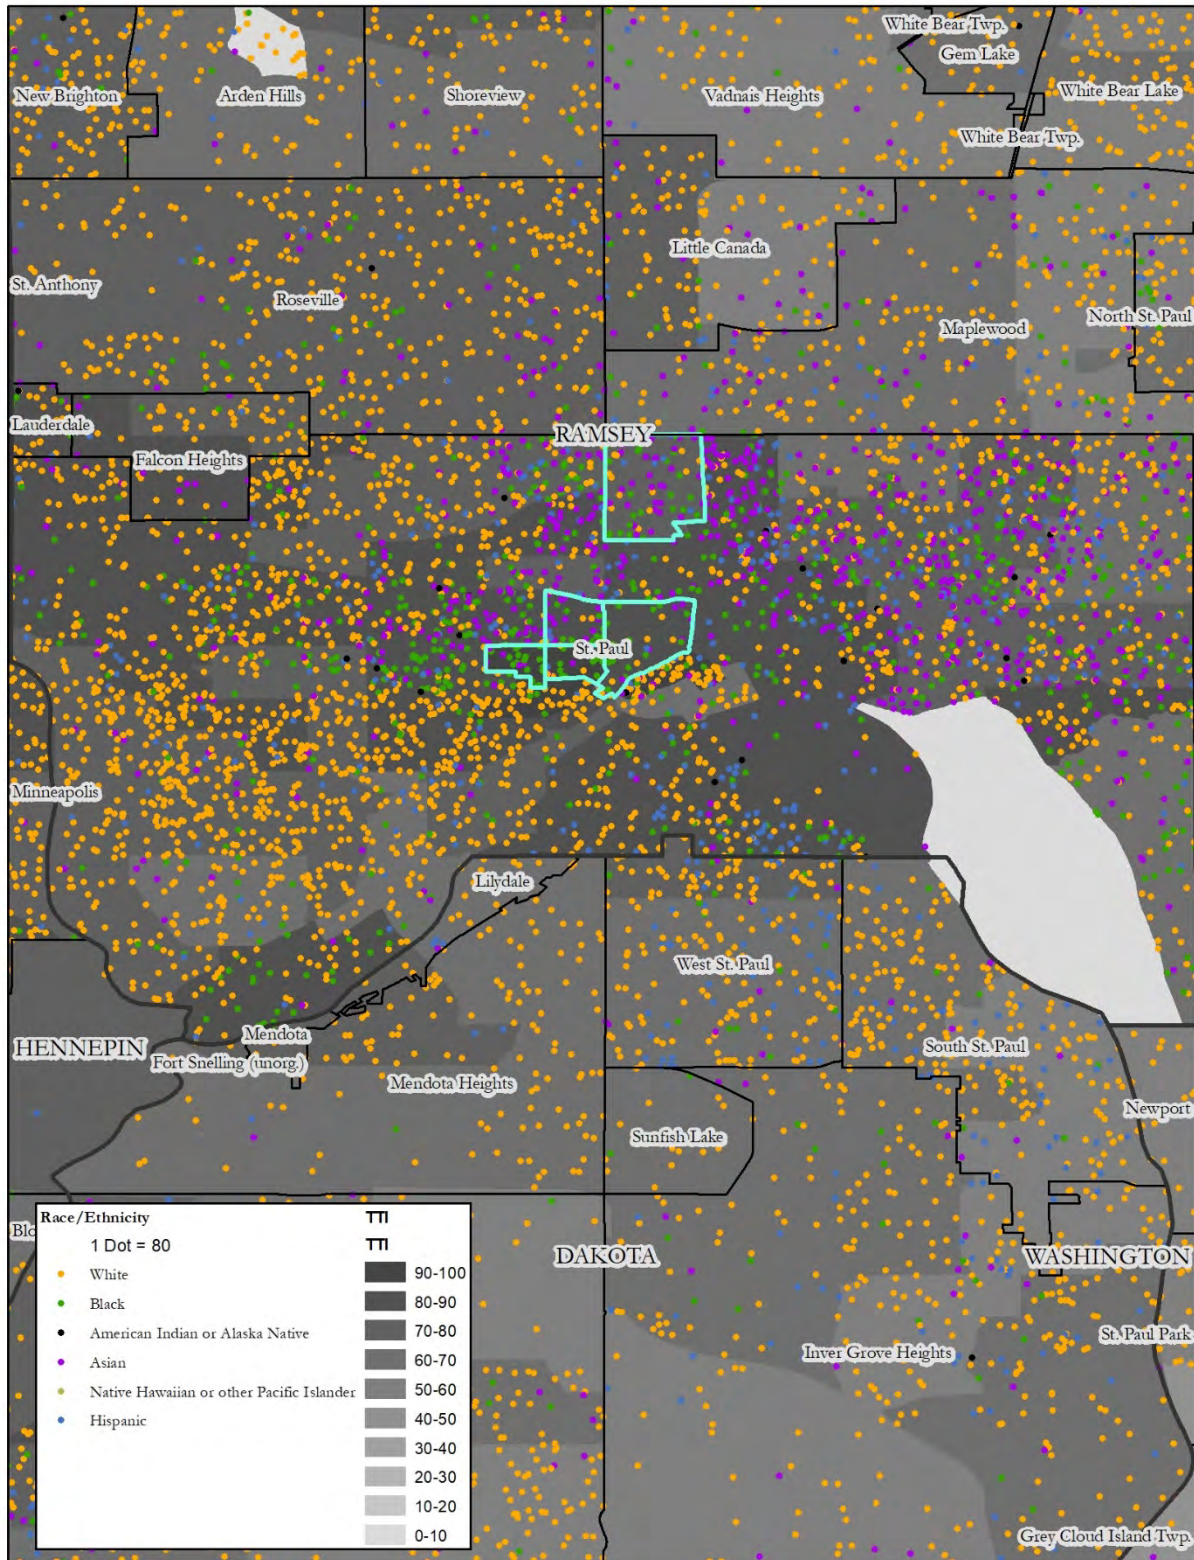 White Bear Twp.
Gem Lake
New Brighton
Arden Hills
Shoreview
Vadnais Heights
White Bear Lake
White Bear Twp.
Little Canada
St. Anthony
Roseville
North St. Paul
Maplewood
Lauderdale
RAMSEY
Falcon Heights
St. Paul
Minneapolis
Lilydale
West St. Paul
Mendota
HENNEPIN
Fort Snelling (unorg.)
South St. Paul
Mendota Heights
Newport
Sunfish Lake
Blo
DAKOTA
WASHINGTON
St. Paul Park
Inver Grove Heights
Grey Cloud Island Twp.
Race/Ethnicity
1 Dot = 80
White
Black
American Indian or Alaska Native
Asian
Native Hawaiian or other Pacific Islander
Hispanic
TTI
TTI
90-100
80-90
70-80
60-70
50-60
40-50
30-40
20-30
10-20
0-10